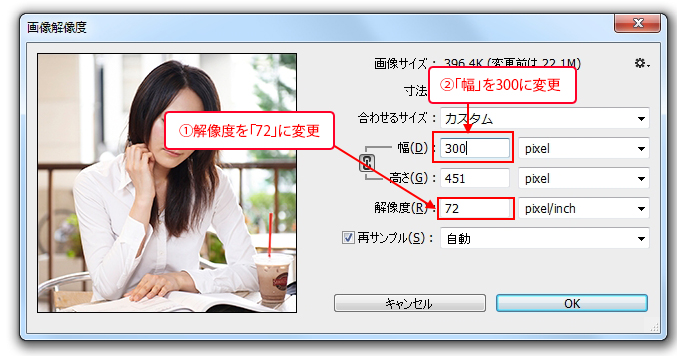 画像解像度
画像サイズ： 396.4K (変更前は 22.1M)
寸法
②「幅」を300に変更
合わせるサイズ： カスタム
①解像度を「72」に変更
幅(D)： 300 pixel
高さ(G)： 451 pixel
解像度(R)： 72 pixel/inch
再サンプル(S)： 自動
キャンセル OK